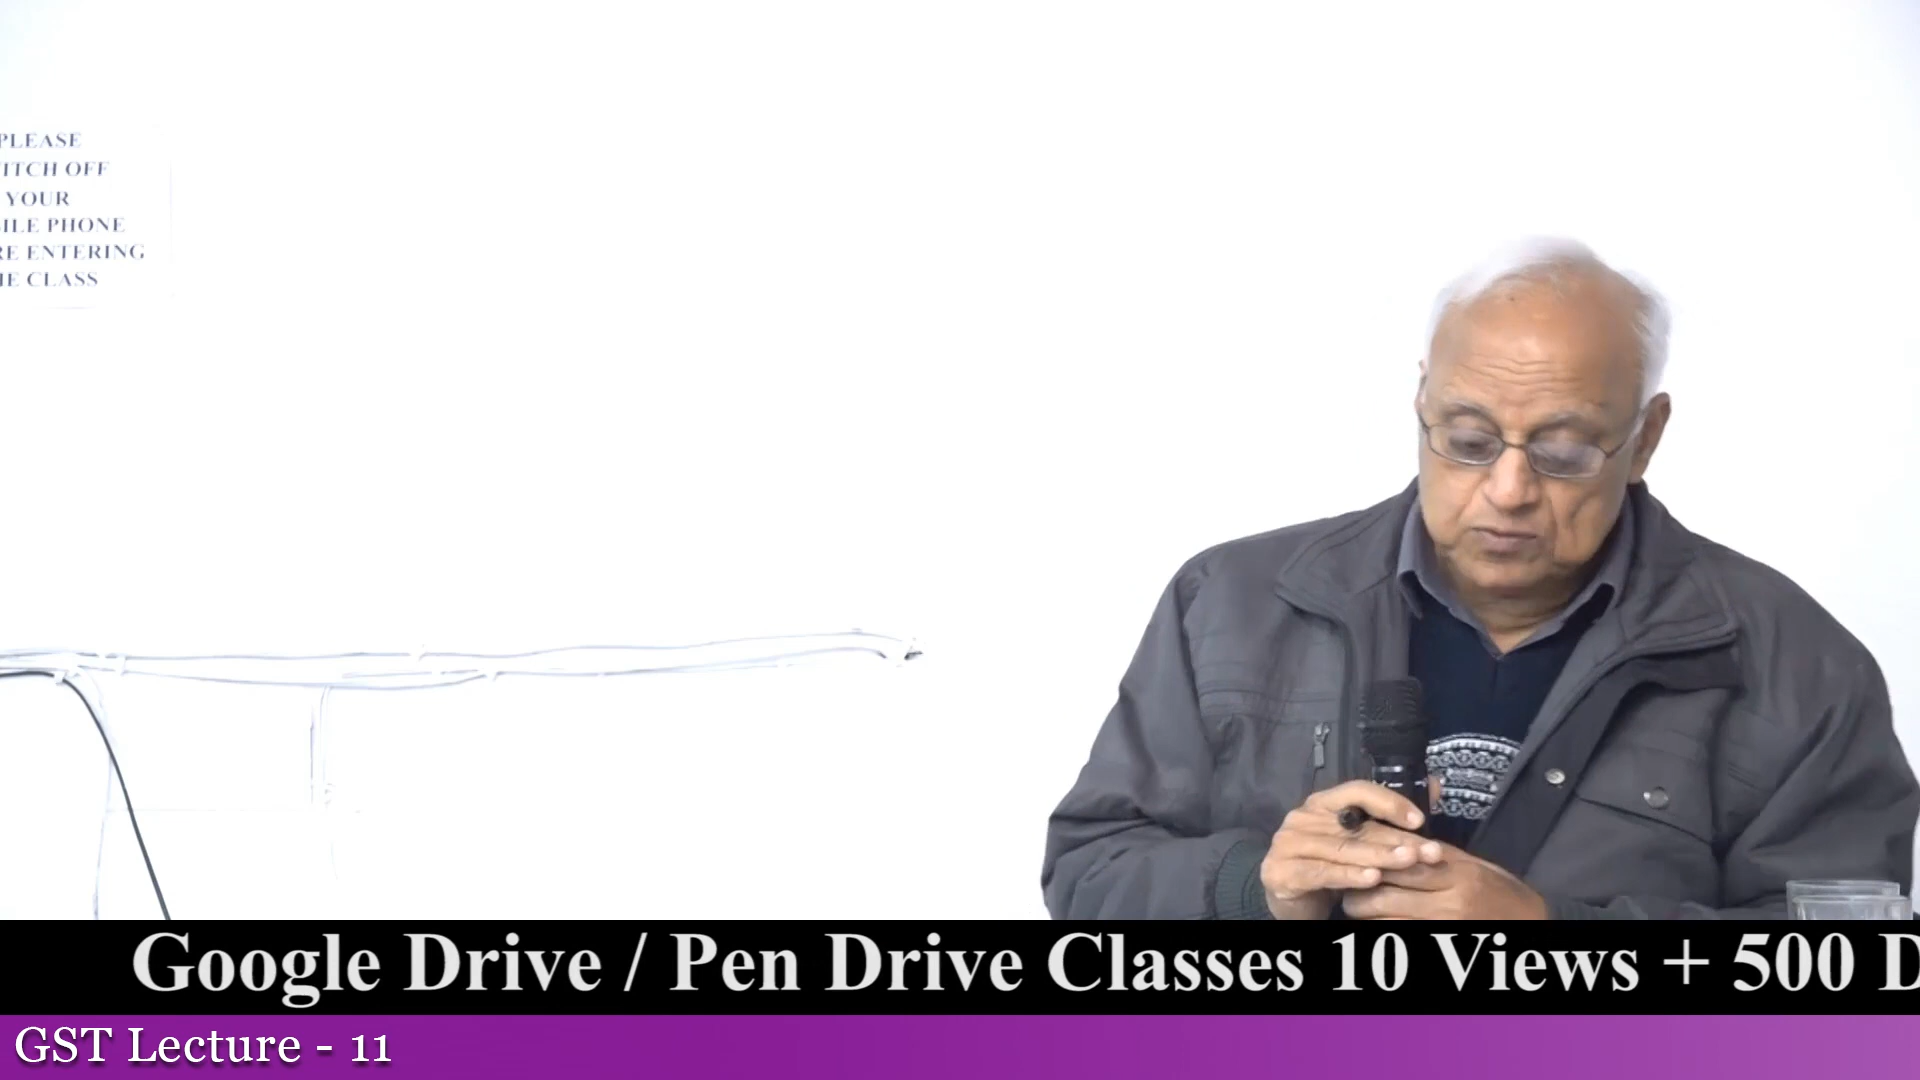 PLEASE
ITCH OFF
YOUR
ILE PHONE
RE ENTERING
HE CLASS
Google Drive / Pen Drive Classes 10 Views + 500 D
GST Lecture - 11